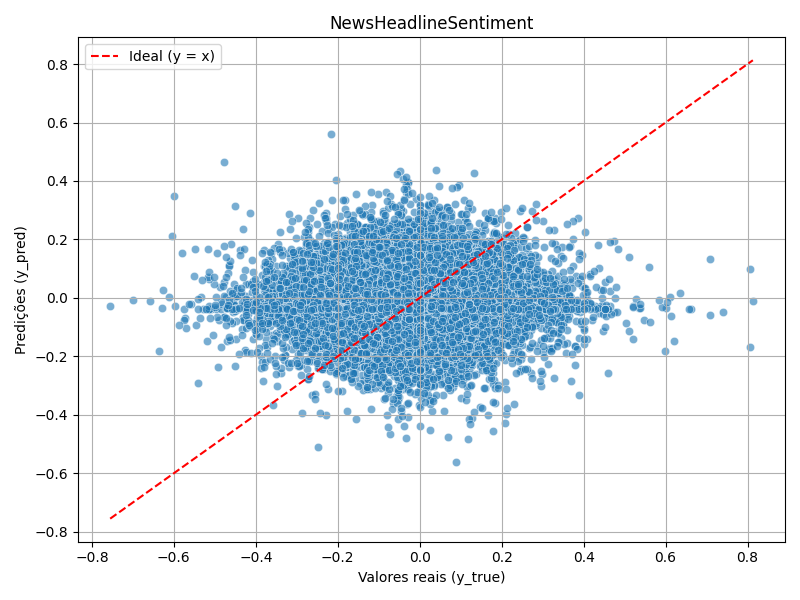 NewsHeadlineSentiment
Ideal (y = x)
0.8
0.6
0.4
0.2
0.0
−0.2
−0.4
−0.6
−0.8
Predições (y_pred)
−0.8 −0.6 −0.4 −0.2 0.0 0.2 0.4 0.6 0.8
Valores reais (y_true)